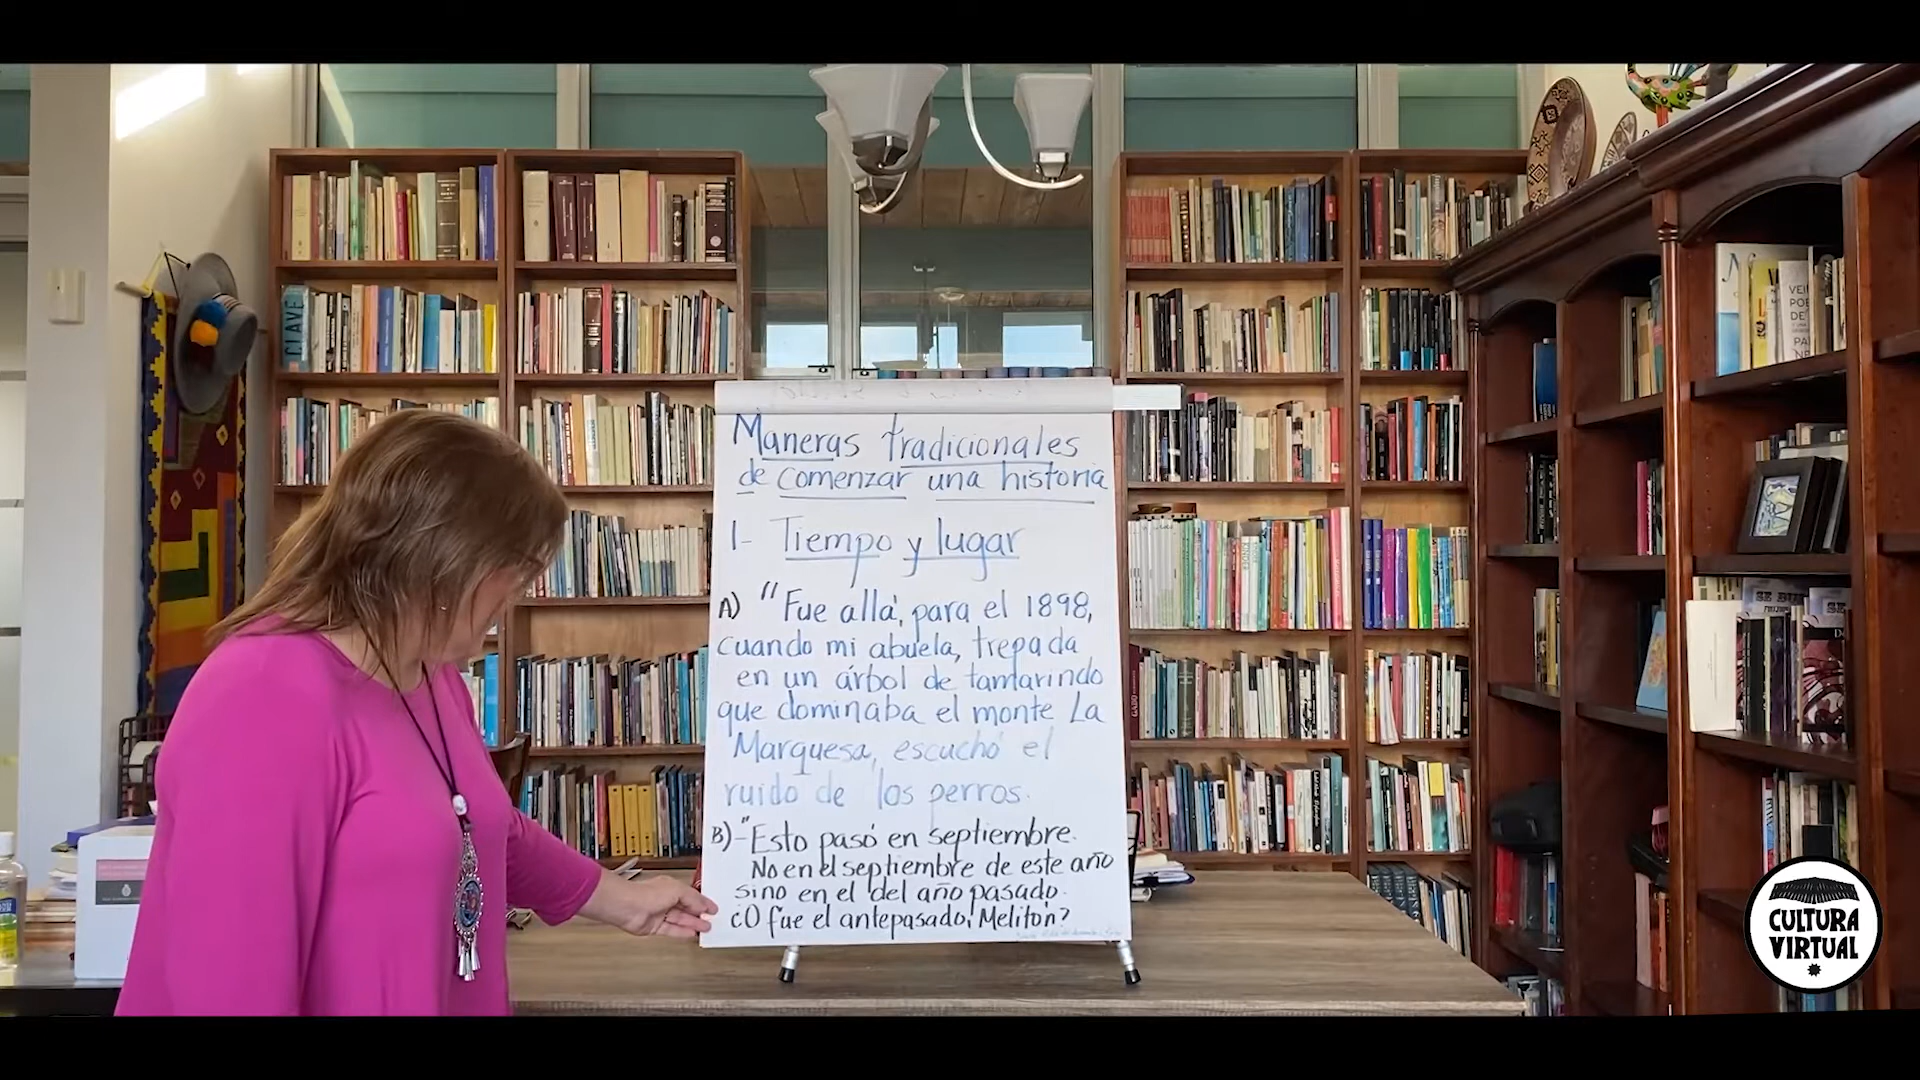 Maneras tradicionales
de comenzar una historia
1- Tiempo y lugar
A) "Fue allá, para el 1898,
cuando mi abuela, trepada
en un árbol de tamarindo
que dominaba el monte La
Marquesa, escuchó el
ruido de los perros.
B)-"Esto pasó en septiembre.
No en el septiembre de este año
sino en el del año pasado.
¿O fue el antepasado, Melitón?
CLAVE
CULTURA
VIRTUAL